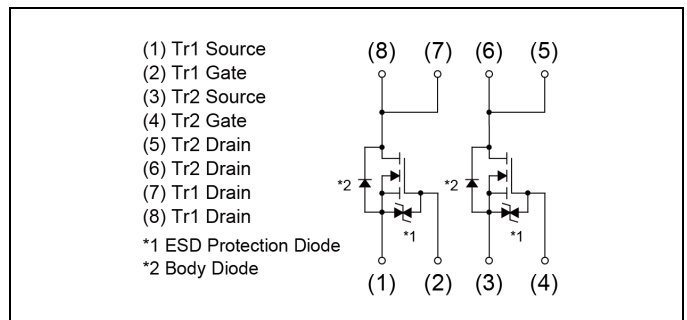 (1) Tr1 Source
(2) Tr1 Gate
(3) Tr2 Source
(4) Tr2 Gate
(5) Tr2 Drain
(6) Tr2 Drain
(7) Tr1 Drain
(8) Tr1 Drain
*1 ESD Protection Diode
*2 Body Diode
(8) (7) (6) (5)
*2 *2
*1 *1
(1) (2) (3) (4)